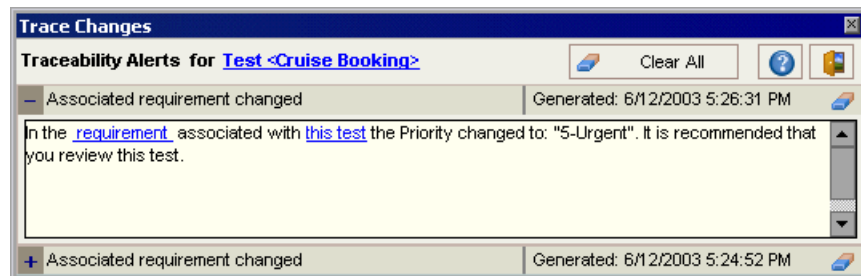 Trace Changes
Traceability Alerts for Test <Cruise Booking>
Clear All
Associated requirement changed
Generated: 6/12/2003 5:26:31 PM
In the requirement associated with this test the Priority changed to: "5-Urgent". It is recommended that
you review this test.
Associated requirement changed
Generated: 6/12/2003 5:24:52 PM